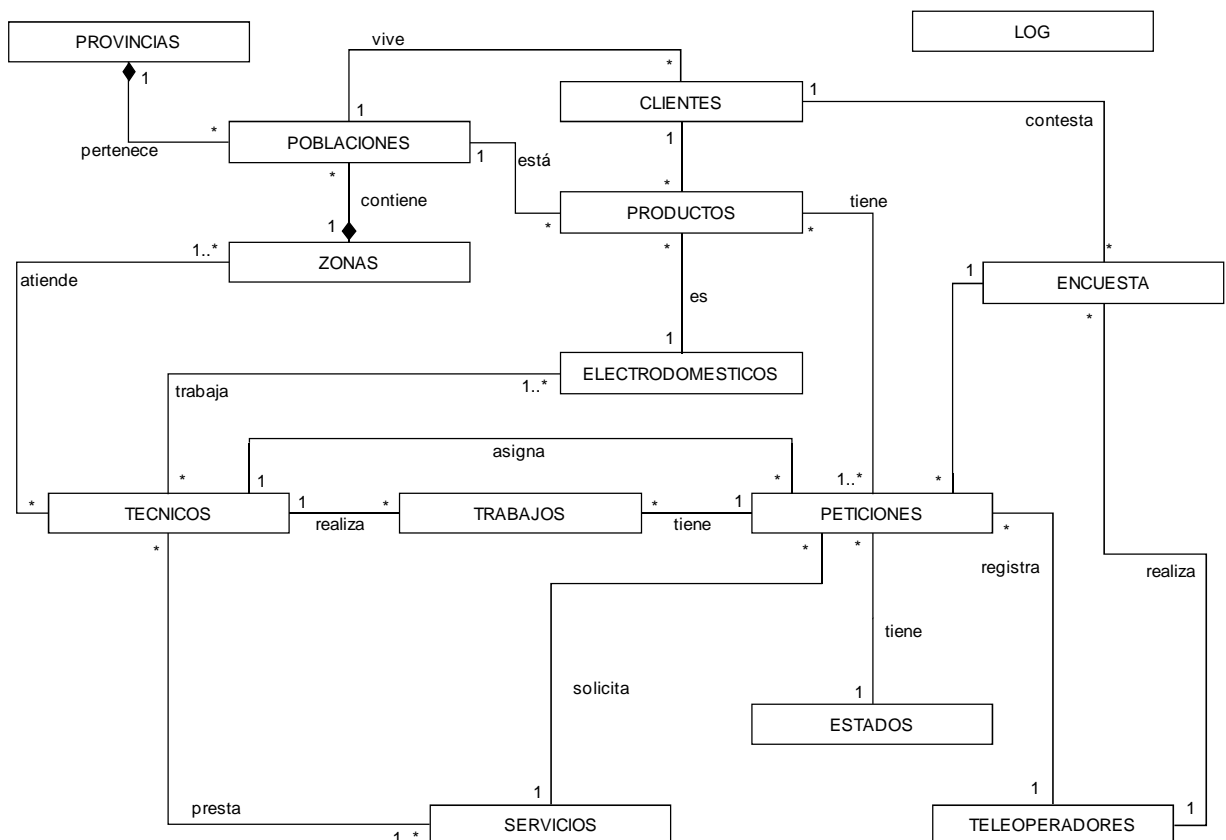 PROVINCIAS
LOG
vive
1
*
CLIENTES
1
contesta
*
1
POBLACIONES
1
está
pertenece
*
contiene
1
*
PRODUCTOS
tiene
*
*
*
1
1..*
ZONAS
atiende
*
1
ENCUESTA
*
*
es
1
ELECTRODOMESTICOS
1..*
trabaja
asigna
*
1
*
1..*
*
*
TECNICOS
1
realiza
*
TRABAJOS
*
tiene
1
PETICIONES
*
*
*
*
registra
realiza
tiene
solicita
1
ESTADOS
presta
1..*
1
SERVICIOS
1
TELEOPERADORES
1